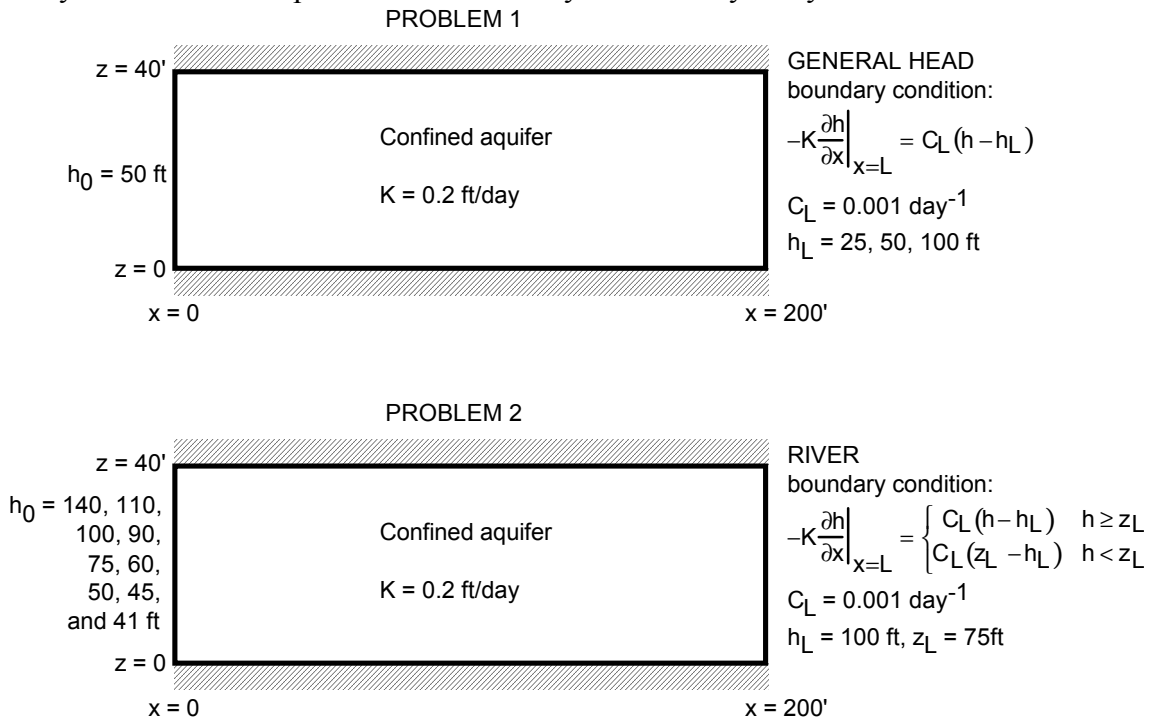 PROBLEM 1
z = 40'
h0 = 50 ft
z = 0
x = 0
x = 200'
Confined aquifer
K = 0.2 ft/day
GENERAL HEAD
boundary condition:
−K ∂h/∂x |x=L = CL(h − hL)
CL = 0.001 day-1
hL = 25, 50, 100 ft
PROBLEM 2
z = 40'
h0 = 140, 110,
100, 90,
75, 60,
50, 45,
and 41 ft
z = 0
x = 0
x = 200'
Confined aquifer
K = 0.2 ft/day
RIVER
boundary condition:
−K ∂h/∂x |x=L = { CL(h − hL) h ≥ zL
CL(zL − hL) h < zL
CL = 0.001 day-1
hL = 100 ft, zL = 75ft